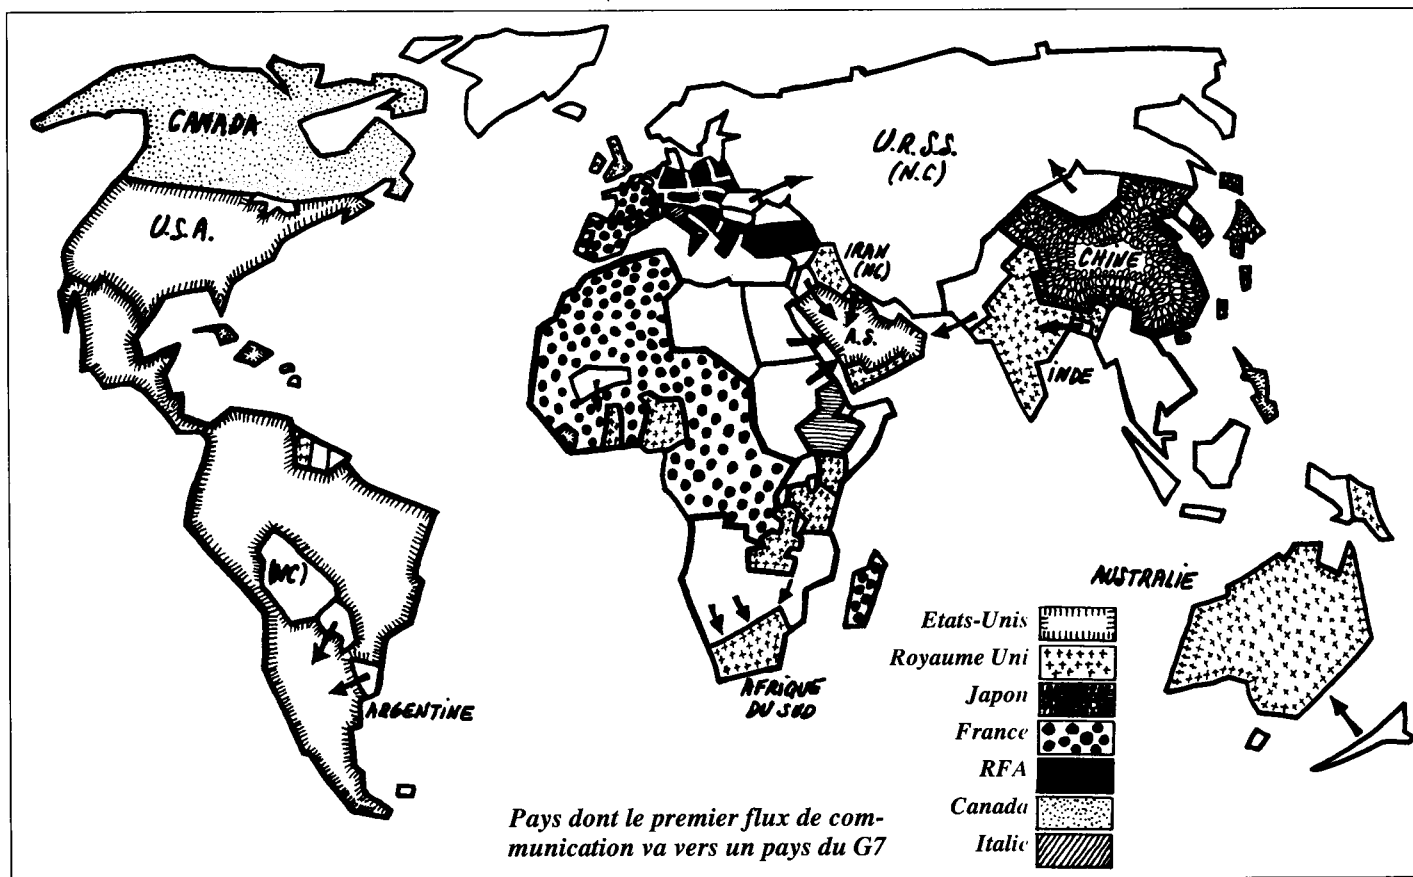 CANADA
U.S.A.
U.R.S.S.
(N.C)
IRAN
(NC)
CHINE
A.S.
INDE
(NC)
AUSTRALIE
ARGENTINE
AFRIQUE
DU SUD
Etats-Unis
Royaume Uni
Japon
France
RFA
Canada
Italie
Pays dont le premier flux de com-
munication va vers un pays du G7